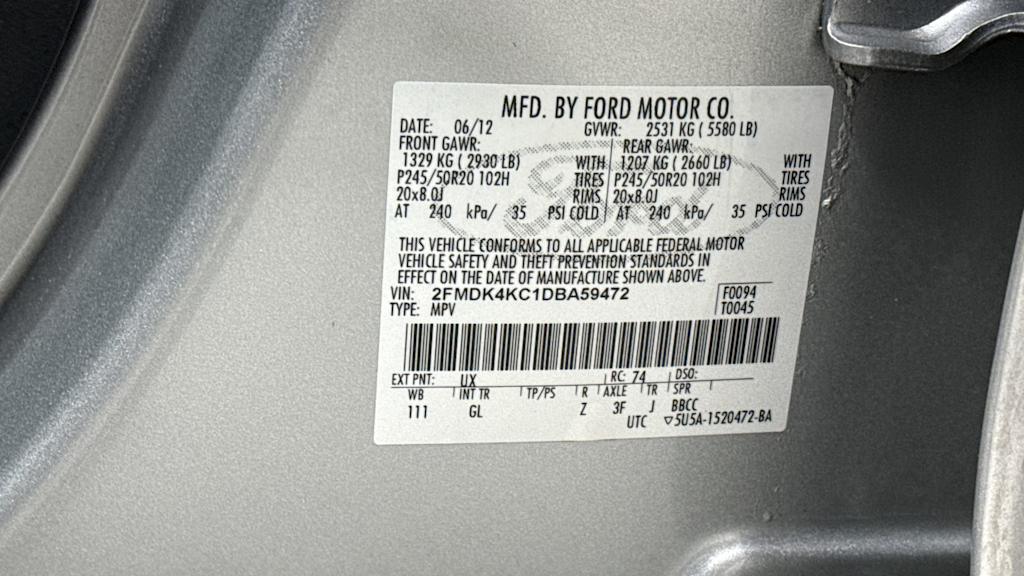 MFD. BY FORD MOTOR CO.
DATE: 06/12 GVWR: 2531 KG ( 5580 LB)
FRONT GAWR: REAR GAWR:
1329 KG ( 2930 LB) WITH 1207 KG ( 2660 LB) WITH
P245/50R20 102H TIRES P245/50R20 102H TIRES
20x8.0J RIMS 20x8.0J RIMS
AT 240 kPa/ 35 PSI COLD AT 240 kPa/ 35 PSI COLD
Ford
THIS VEHICLE CONFORMS TO ALL APPLICABLE FEDERAL MOTOR
VEHICLE SAFETY AND THEFT PREVENTION STANDARDS IN
EFFECT ON THE DATE OF MANUFACTURE SHOWN ABOVE.
VIN: 2FMDK4KC1DBA59472 F0094
TYPE: MPV T0045
EXT PNT: UX RC: 74 DSO:
WB INT TR TP/PS R AXLE TR SPR
111 GL Z 3F J BBCC
UTC ▽5U5A-1520472-BA